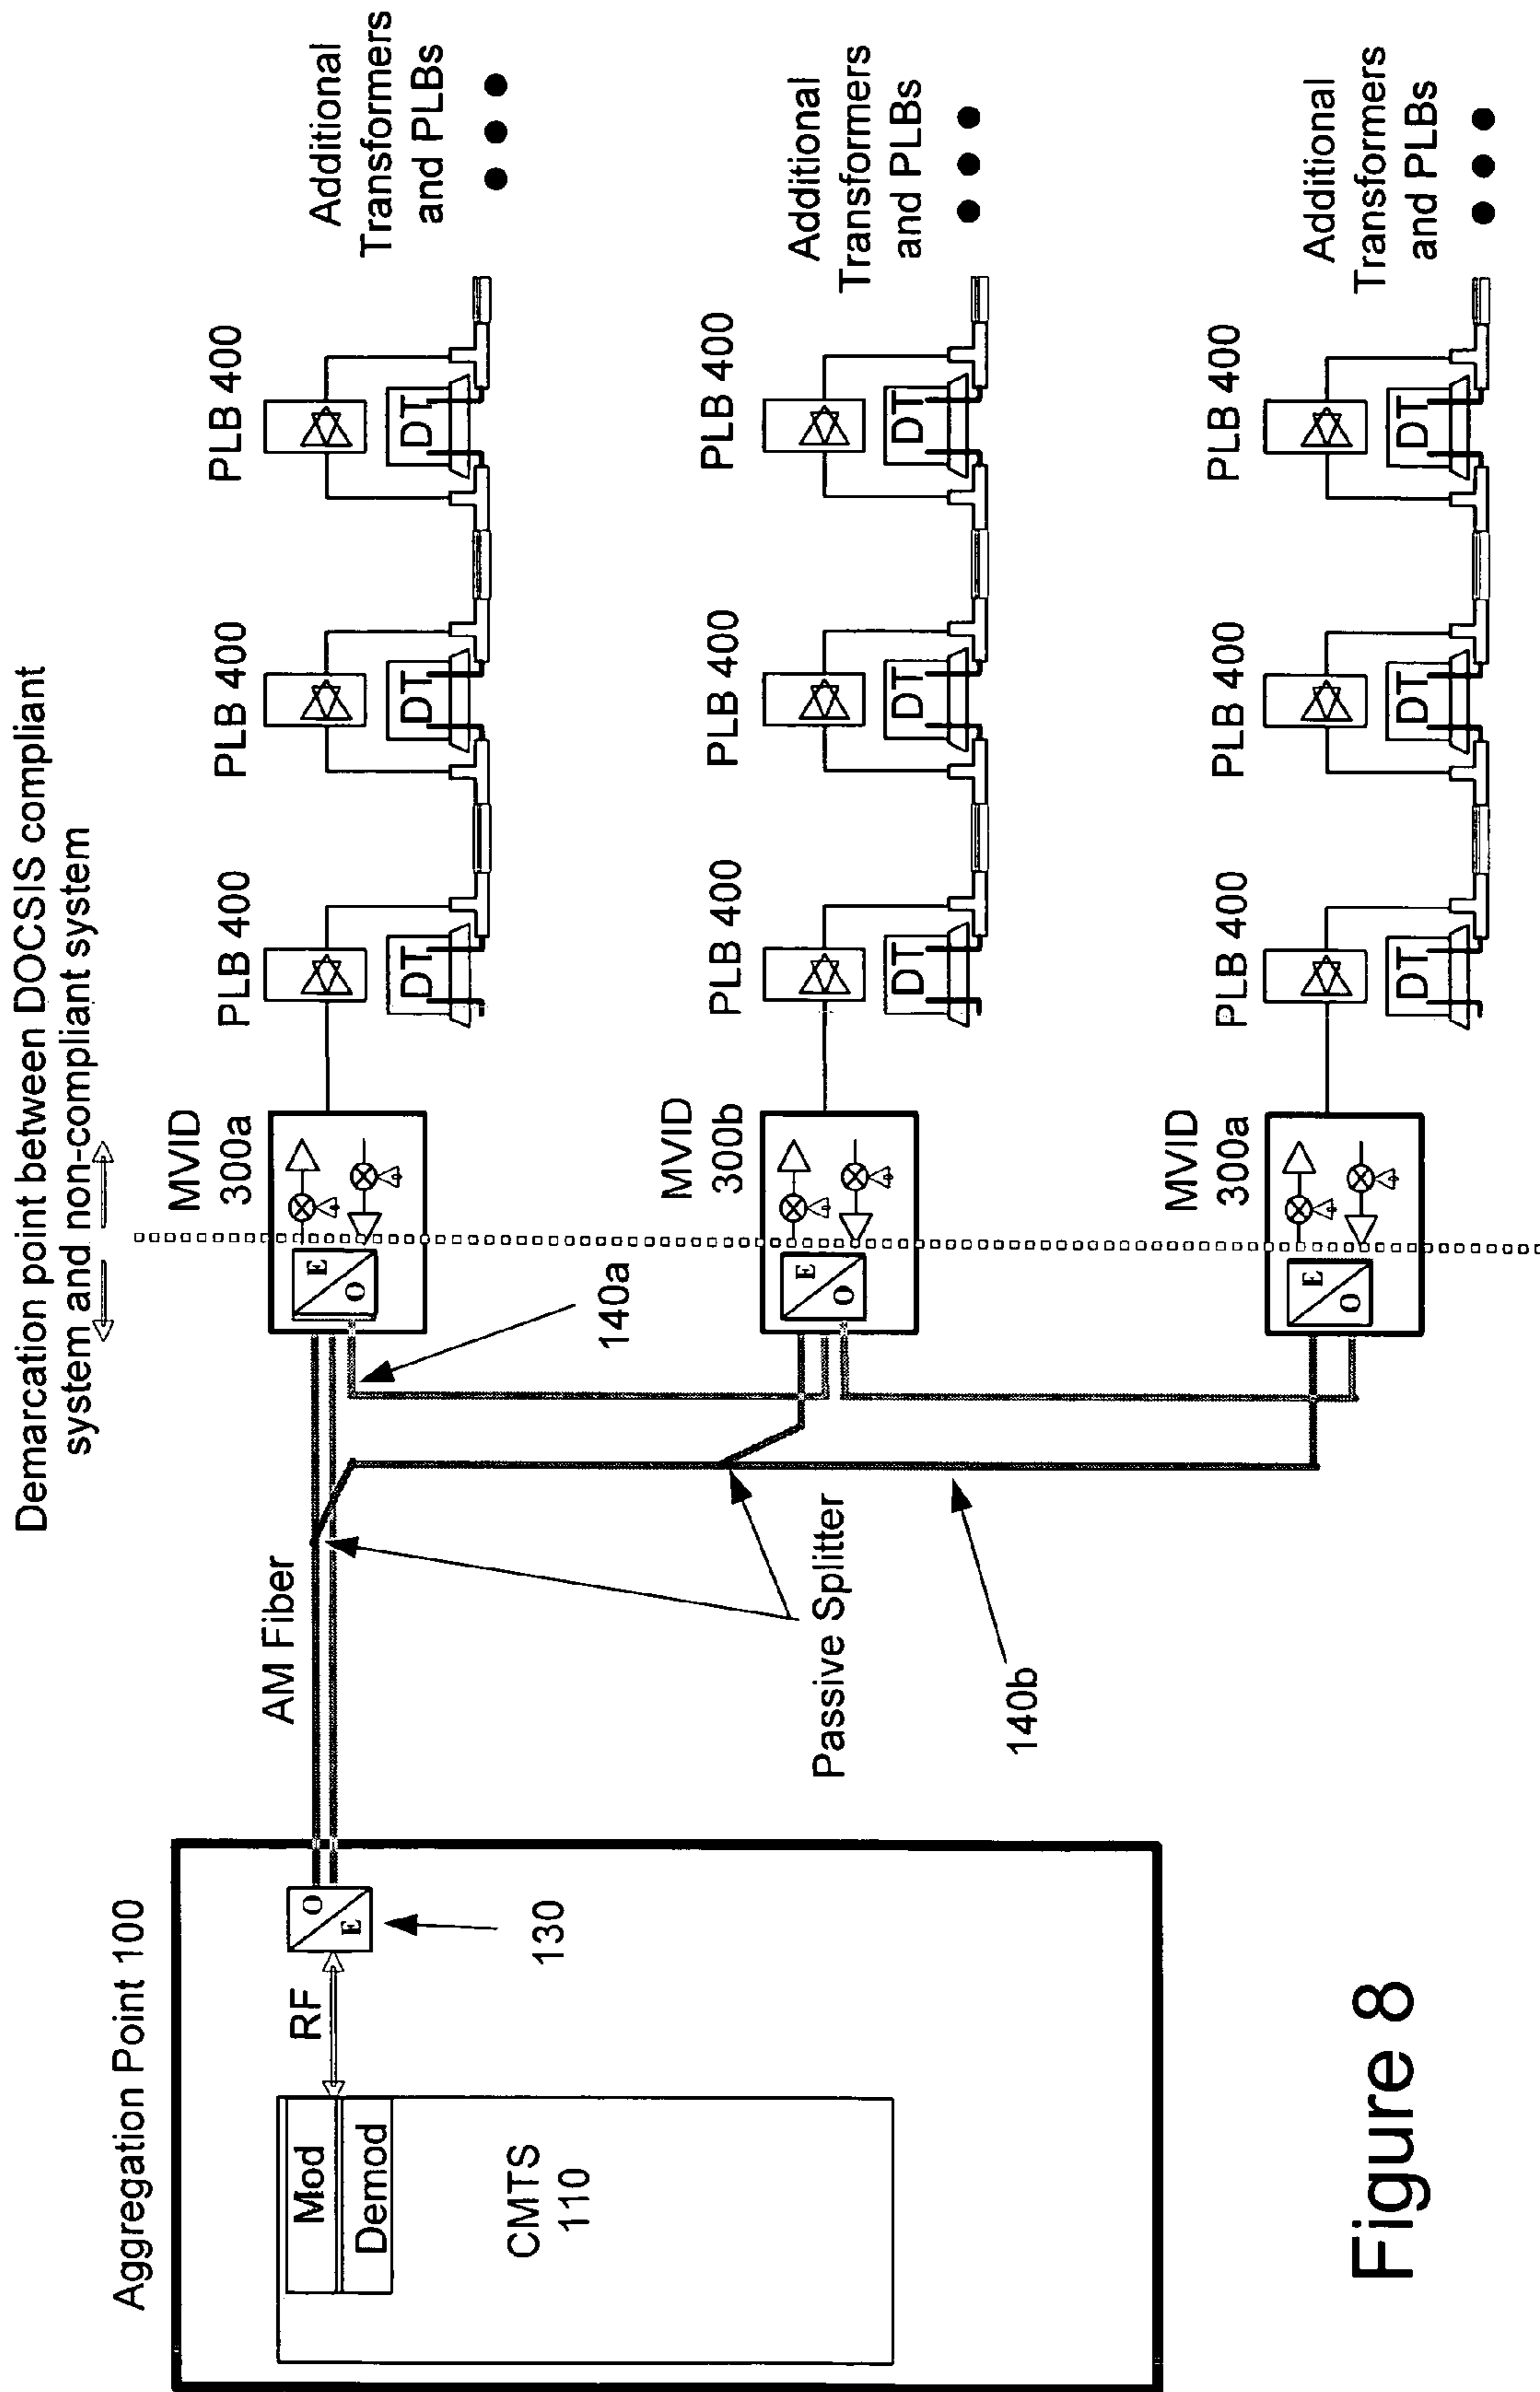 Demarcation point between DOCSIS compliant
system and non-compliant system
Aggregation Point 100
Mod
Demod
CMTS
110
RF
O
E
130
AM Fiber
Passive Splitter
140b
140a
MVID
300a
E
O
PLB 400
DT
PLB 400
DT
PLB 400
DT
Additional
Transformers
and PLBs
MVID
300b
E
O
PLB 400
DT
PLB 400
DT
PLB 400
DT
Additional
Transformers
and PLBs
MVID
300a
E
O
PLB 400
DT
PLB 400
DT
PLB 400
DT
Additional
Transformers
and PLBs
Figure 8